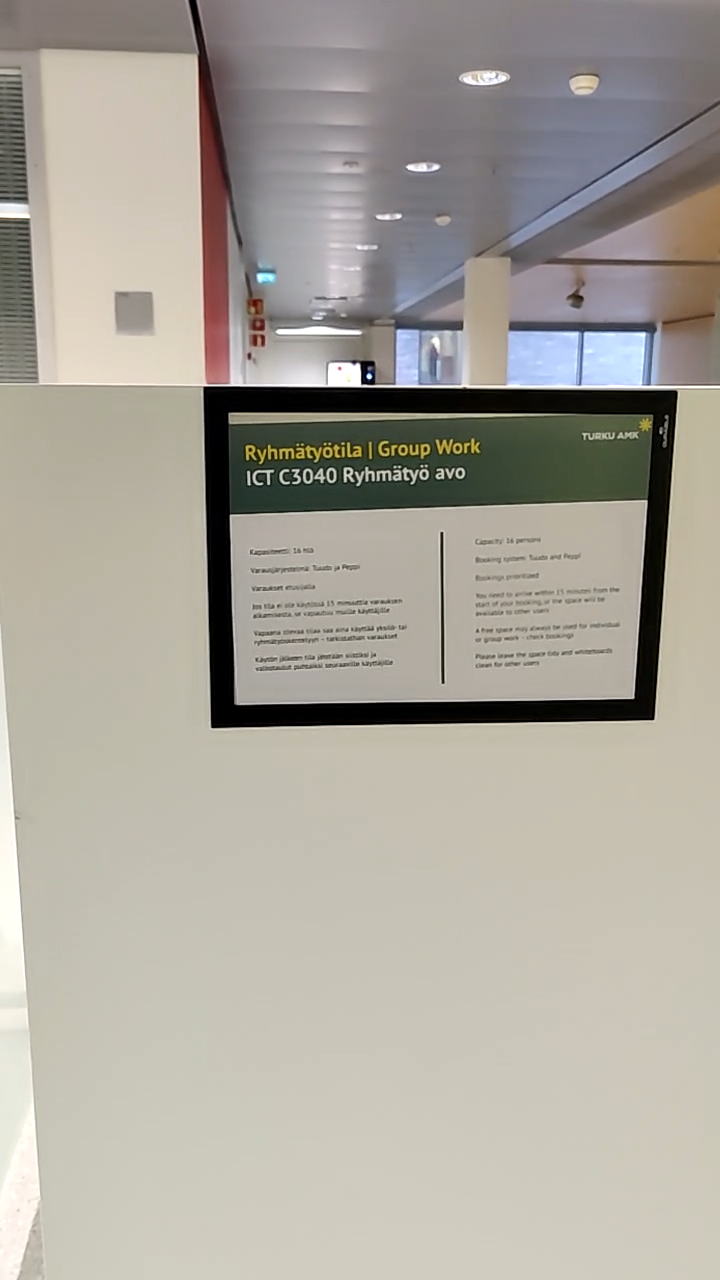 Ryhmätyötila | Group Work
ICT C3040 Ryhmätyö avo
TURKU AMK
Kapasiteetti: 16 hlö
Varausjärjestelmä: Tuudo ja Peppi
Varaukset etusijalla
Jos tila ei ole käytössä 15 minuuttia varauksen
alkamisesta, se vapautuu muille käyttäjille
Vapaana olevaa tilaa saa aina käyttää yksilö- tai
ryhmätyöskentelyyn – tarkistathan varaukset
Käytön jälkeen tila jätetään siistiksi ja
valkotaulut puhtaiksi seuraaville käyttäjille
Capacity: 16 persons
Booking system: Tuudo and Peppi
Bookings prioritized
You need to arrive within 15 minutes from the
start of your booking, or the space will be
available to other users
A free space may always be used for individual
or group work – check bookings
Please leave the space tidy and whiteboards
clean for other users